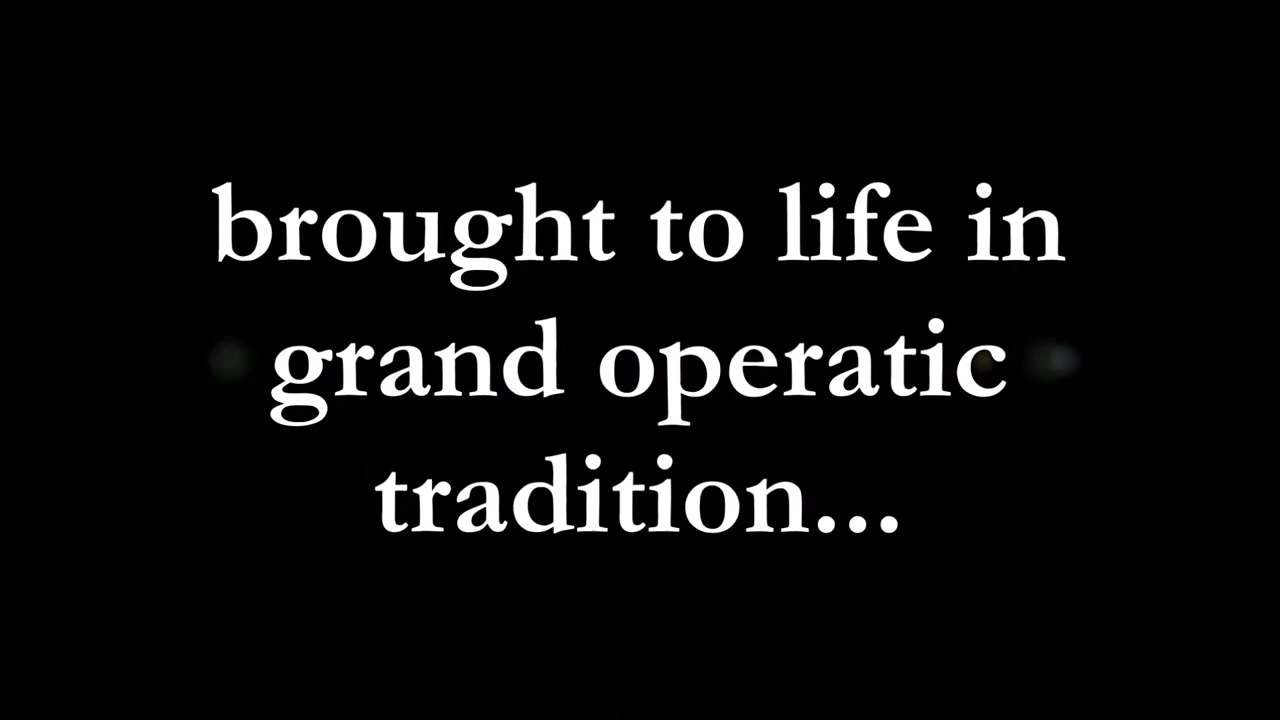 brought to life in
grand operatic
tradition...